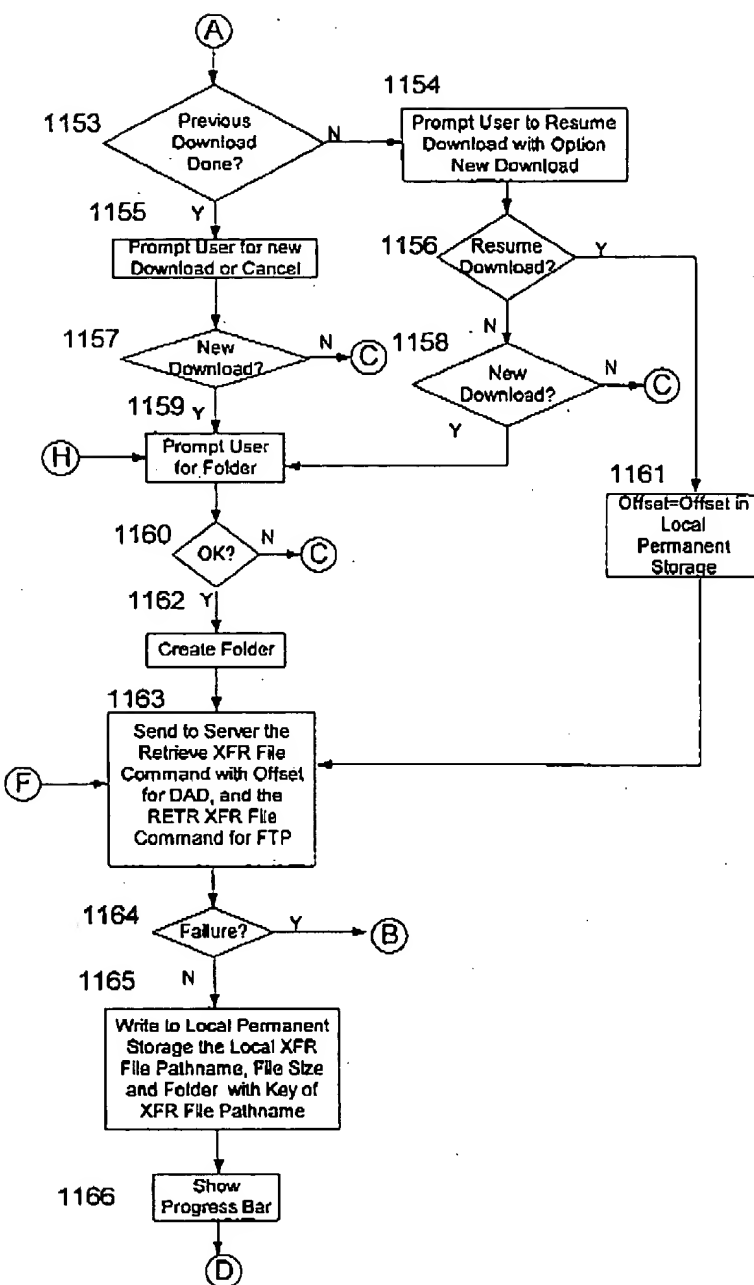 A
1153
Previous
Download
Done?
N
Y
1154
Prompt User to Resume
Download with Option
New Download
1155
Prompt User for new
Download or Cancel
1156
Resume
Download?
Y
N
1157
New
Download?
N
C
Y
1158
New
Download?
N
C
Y
1159
H
Prompt User
for Folder
1160
OK?
N
C
Y
1161
Offset=Offset in
Local
Permanent
Storage
1162
Create Folder
1163
F
Send to Server the
Retrieve XFR File
Command with Offset
for DAD, and the
RETR XFR File
Command for FTP
1164
Failure?
Y
B
N
1165
Write to Local Permanent
Storage the Local XFR
File Pathname, File Size
and Folder with Key of
XFR File Pathname
1166
Show
Progress Bar
D